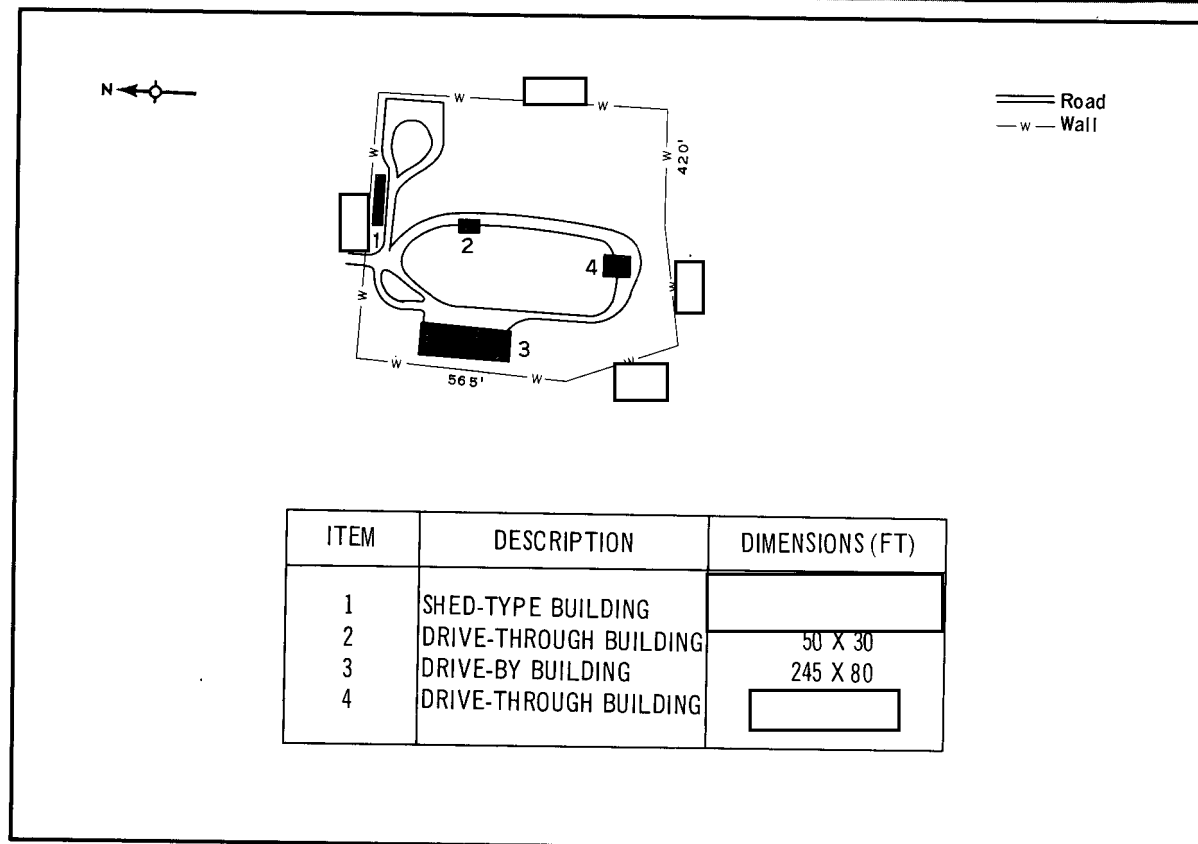 N
Road
W Wall
W
W
W
W
420'
1
2
4
W
W
3
W
W
W
565'
ITEM DESCRIPTION DIMENSIONS (FT)
1 SHED-TYPE BUILDING
2 DRIVE-THROUGH BUILDING 50 X 30
3 DRIVE-BY BUILDING 245 X 80
4 DRIVE-THROUGH BUILDING